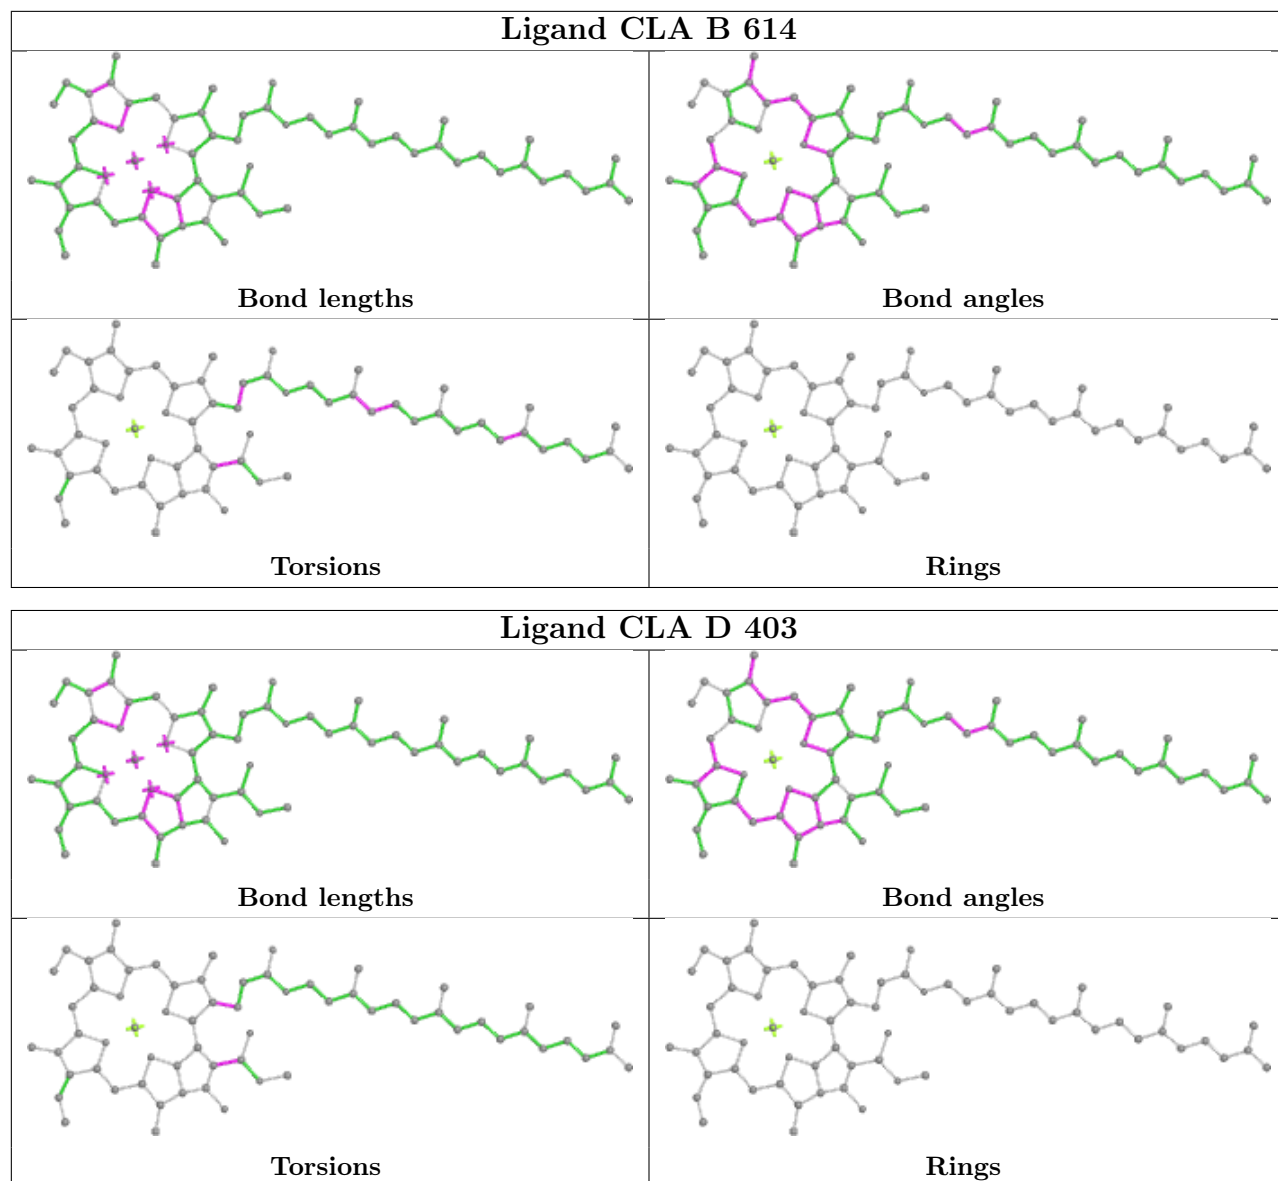 Ligand CLA B 614
Bond lengths
Bond angles
Torsions
Rings
Ligand CLA D 403
Bond lengths
Bond angles
Torsions
Rings